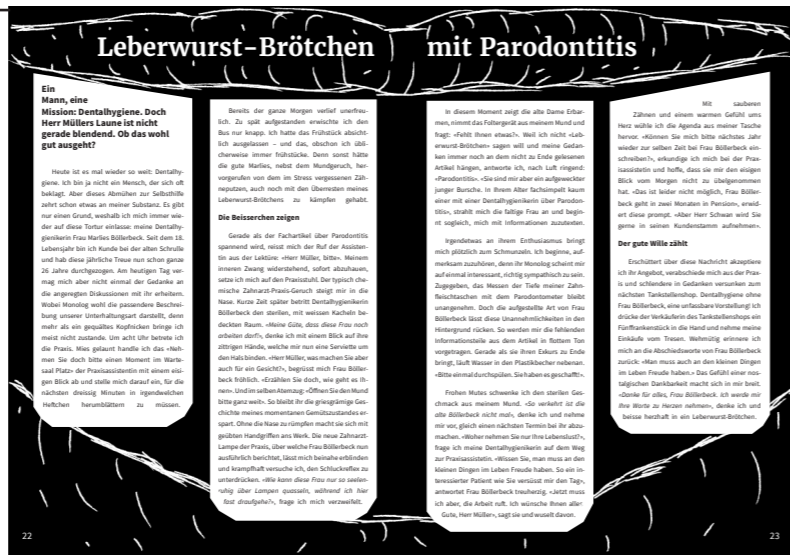 Leberwurst-Brötchen mit Parodontitis
Ein
Mann, eine
Mission: Dentalhygiene. Doch
Herr Müllers Laune ist nicht
gerade blendend. Ob das wohl
gut ausgeht?
Heute ist es mal wieder so weit: Dentalhy-
giene. Ich bin ja nicht ein Mensch, der sich oft
beklagt. Aber dieses Abmühen zur Selbsthilfe
zehrt schon etwas an meiner Substanz. Es gibt
nur einen Grund, weshalb ich mich immer wie-
der auf diese Tortur einlasse: meine Dentalhy-
gienikerin Frau Marlies Böllerbeck. Seit dem 18.
Lebensjahr bin ich Kunde bei der alten Schrulle
und hab diese jährliche Treue nun schon ganze
26 Jahre durchgezogen. Am heutigen Tag ver-
mag mich aber nicht einmal der Gedanke an
die angeregten Diskussionen mit ihr erheitern.
Wobei Monolog wohl die passendere Beschrei-
bung unserer Unterhaltungsart darstellt, denn
mehr als ein gequältes Kopfnicken bringe ich
meist nicht zustande. Um acht Uhr betrete ich
die Praxis. Mies gelaunt handle ich das «Neh-
men Sie doch bitte einen Moment im Warte-
saal Platz» der Praxisassistentin mit einem eisi-
gen Blick ab und stelle mich darauf ein, für die
nächsten dreissig Minuten in irgendwelchen
Heftchen herumblättern zu müssen.
Bereits der ganze Morgen verlief unerfreu-
lich. Zu spät aufgestanden erwischte ich den
Bus nur knapp. Ich hatte das Frühstück absicht-
lich ausgelassen – und das, obschon ich übli-
cherweise immer frühstücke. Denn sonst hätte
die gute Marlies, nebst dem Mundgeruch, her-
vorgerufen von dem im Stress vergessenen Zäh-
neputzen, auch noch mit den Überresten meines
Leberwurst-Brötchens zu kämpfen gehabt.
Die Beisserchen zeigen
Gerade als der Fachartikel über Parodontitis
spannend wird, reisst mich der Ruf der Assisten-
tin aus der Lektüre: «Herr Müller, bitte». Meinem
inneren Zwang widerstehend, sofort abzuhauen,
setze ich mich auf den Praxisstuhl. Der typisch che-
mische Zahnarzt-Praxis-Geruch steigt mir in die
Nase. Kurze Zeit später betritt Dentalhygienikerin
Böllerbeck den sterilen, mit weissen Kacheln be-
deckten Raum. «Meine Güte, dass diese Frau noch
arbeiten darf», denke ich mit einem Blick auf ihre
zittrigen Hände, welche mir nun eine Serviette um
den Hals binden. «Herr Müller, was machen Sie aber
auch für ein Gesicht?», begrüsst mich Frau Böller-
beck fröhlich. «Erzählen Sie doch, wie geht es Ih-
nen». Und im selben Atemzug: «Öffnen Sie den Mund
bitte ganz weit». So bleibt ihr die griesgrämige Ges-
chichte meines momentanen Gemütszustandes er-
spart. Ohne die Nase zu rümpfen macht sie sich mit
geübten Handgriffen ans Werk. Die neue Zahnarzt-
Lampe der Praxis, über welche Frau Böllerbeck nun
ausführlich berichtet, lässt mich beinahe erblinden
und krampfhaft versuche ich, den Schluckreflex zu
unterdrücken. «Wie kann diese Frau nur so seelen-
ruhig über Lampen quasseln, während ich hier
fast draufgehe?», frage ich mich verzweifelt.
In diesem Moment zeigt die alte Dame Erbar-
men, nimmt das Foltergerät aus meinem Mund und
fragt: «Fehlt Ihnen etwas?». Weil ich nicht «Leb-
erwurst-Brötchen» sagen will und meine Gedan-
ken immer noch an dem nicht zu Ende gelesenen
Artikel hängen, antworte ich, nach Luft ringend:
«Parodontitis». «Sie sind mir aber ein aufgeweckter
junger Bursche. In Ihrem Alter fachsimpelt kaum
einer mit einer Dentalhygienikerin über Parodon-
titis», strahlt mich die faltige Frau an und begin-
nt sogleich, mich mit Informationen zuzutexten.
Irgendetwas an ihrem Enthusiasmus bringt
mich plötzlich zum Schmunzeln. Ich beginne, auf-
merksam zuzuhören, denn ihr Monolog scheint mir
auf einmal interessant, richtig sympathisch zu sein.
Zugegeben, das Messen der Tiefe meiner Zahn-
fleischtaschen mit dem Parodontometer bleibt
unangenehm. Doch die aufgestellte Art von Frau
Böllerbeck lässt diese Unannehmlichkeiten in den
Hintergrund rücken. So werden mir die fehlenden
Informationsteile aus dem Artikel in flottem Ton
vorgetragen. Gerade als sie ihren Exkurs zu Ende
bringt, läuft Wasser in den Plastikbecher nebenan.
«Bitte einmal durchspülen. Sie haben es geschafft!».
Frohen Mutes schwenke ich den sterilen Ges-
chmack aus meinem Mund. «So verkehrt ist die
alte Böllerbeck nicht mal», denke ich und nehme
mir vor, gleich einen nächsten Termin bei ihr abzu-
machen. «Woher nehmen Sie nur Ihre Lebenslust?»,
frage ich meine Dentalhygienikerin auf dem Weg
zur Praxisassistetin. «Wissen Sie, man muss an den
kleinen Dingen im Leben Freude haben. So ein in-
teressierter Patient wie Sie versüsst mir den Tag»,
antwortet Frau Böllerbeck treuherzig. «Jetzt muss
ich aber, die Arbeit ruft. Ich wünsche Ihnen alles
Gute, Herr Müller», sagt sie und wuselt davon.
Mit sauberen
Zähnen und einem warmen Gefühl ums
Herz wühle ich die Agenda aus meiner Tasche
hervor. «Können Sie mich bitte nächstes Jahr
wieder zur selben Zeit bei Frau Böllerbeck ein-
schreiben?», erkundige ich mich bei der Prax-
isassistetin und hoffe, dass sie mir den eisigen
Blick vom Morgen nicht zu übelgenommen
hat. «Das ist leider nicht möglich, Frau Böller-
beck geht in zwei Monaten in Pension», erwid-
ert diese prompt. «Aber Herr Schwan wird Sie
gerne in seinen Kundenstamm aufnehmen».
Der gute Wille zählt
Erschüttert über diese Nachricht akzeptiere
ich ihr Angebot, verabschiede mich aus der Prax-
is und schlendere in Gedanken versunken zum
nächsten Tankstellenshop. Dentalhygiene ohne
Frau Böllerbeck, eine unfassbare Vorstellung! Ich
drücke der Verkäuferin des Tankstellenshops ein
Fünffrankenstück in die Hand und nehme meine
Einkäufe vom Tresen. Wehmütig erinnere ich
mich an die Abschiedsworte von Frau Böllerbeck
zurück: «Man muss auch an den kleinen Dingen
im Leben Freude haben.» Das Gefühl einer nos-
talgischen Dankbarkeit macht sich in mir breit.
«Danke für alles, Frau Böllerbeck. Ich werde mir
Ihre Worte zu Herzen nehmen», denke ich und
beisse herzhaft in ein Leberwurst-Brötchen.
22
23